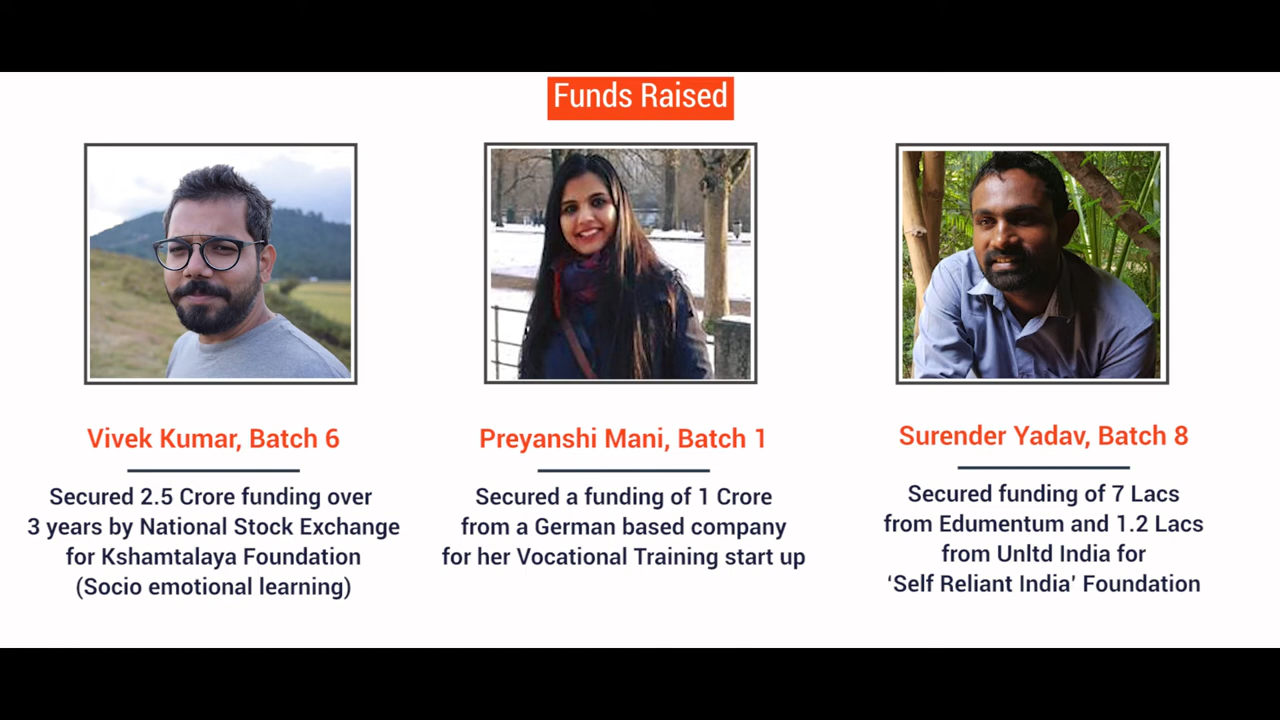 Funds Raised
Vivek Kumar, Batch 6
Secured 2.5 Crore funding over
3 years by National Stock Exchange
for Kshamtalaya Foundation
(Socio emotional learning)
Preyanshi Mani, Batch 1
Secured a funding of 1 Crore
from a German based company
for her Vocational Training start up
Surender Yadav, Batch 8
Secured funding of 7 Lacs
from Edumentum and 1.2 Lacs
from Unltd India for
‘Self Reliant India’ Foundation